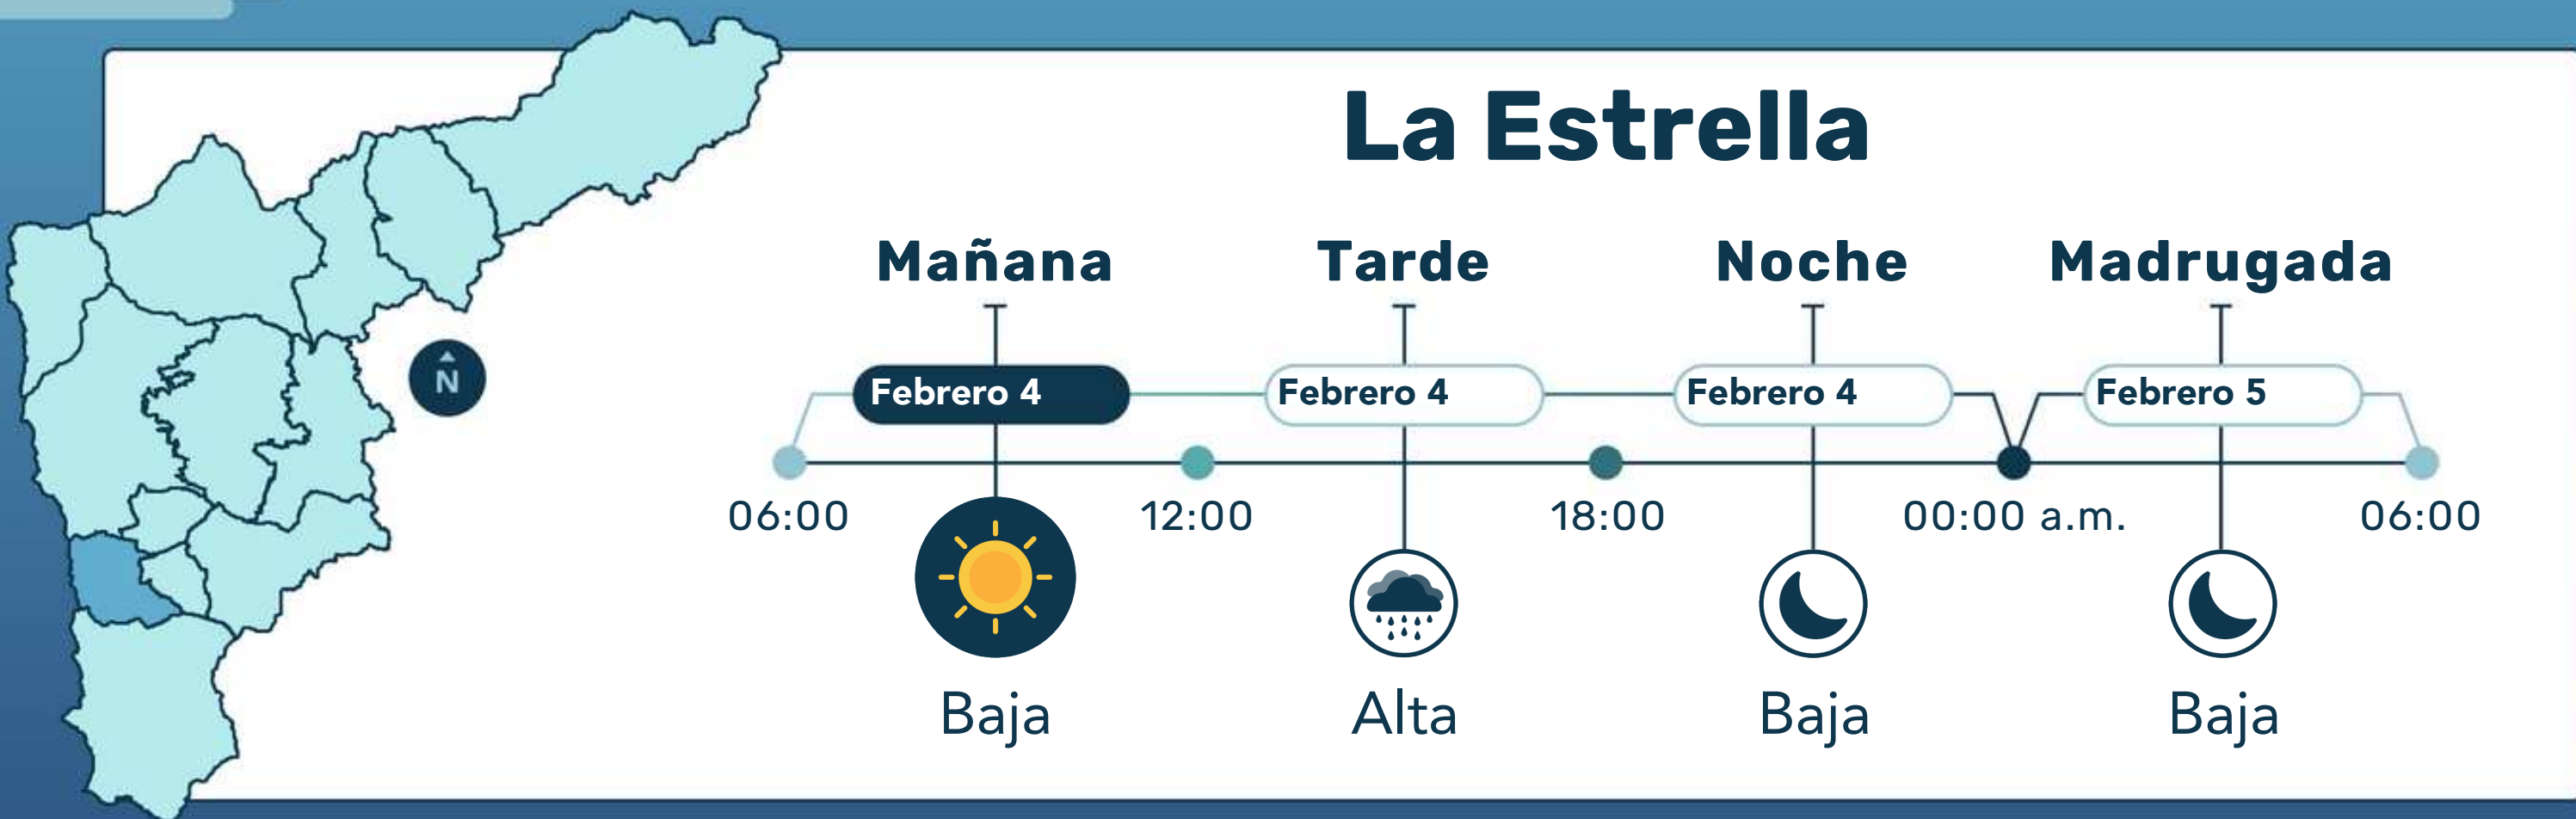 La Estrella
Mañana Tarde Noche Madrugada
Febrero 4 Febrero 4 Febrero 4 Febrero 5
N
06:00 12:00 18:00 00:00 a.m. 06:00
Baja Alta Baja Baja